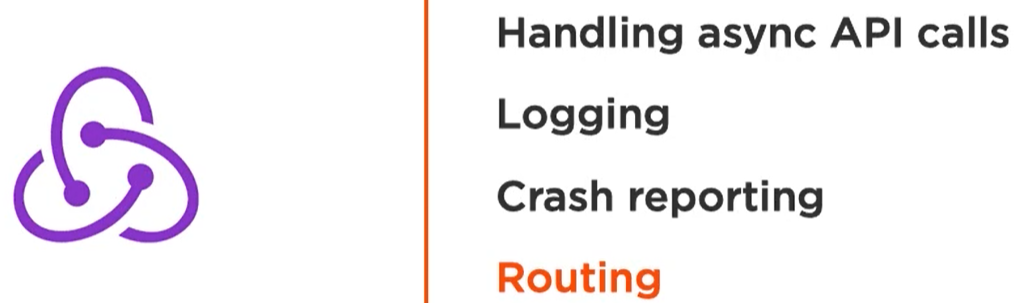 Handling async API calls
Logging
Crash reporting
Routing